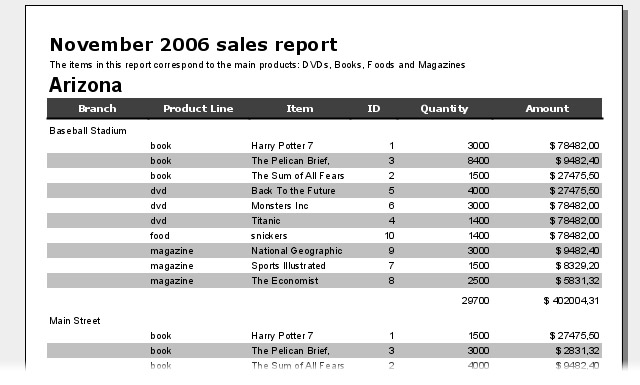 November 2006 sales report
The items in this report correspond to the main products: DVDs, Books, Foods and Magazines
Arizona
Branch Product Line Item ID Quantity Amount
Baseball Stadium
book Harry Potter 7 1 3000 $ 78482,00
book The Pelican Brief, 3 8400 $ 9482,40
book The Sum of All Fears 2 1500 $ 27475,50
dvd Back To the Future 5 4000 $ 27475,50
dvd Monsters Inc 6 3000 $ 78482,00
dvd Titanic 4 1400 $ 78482,00
food snickers 10 1400 $ 78482,00
magazine National Geographic 9 3000 $ 9482,40
magazine Sports Illustrated 7 1500 $ 8329,20
magazine The Economist 8 2500 $ 5831,32
29700 $ 402004,31
Main Street
book Harry Potter 7 1 1500 $ 27475,50
book The Pelican Brief, 3 3000 $ 2831,32
book The Sum of All Fears 2 4000 $ 9482,40